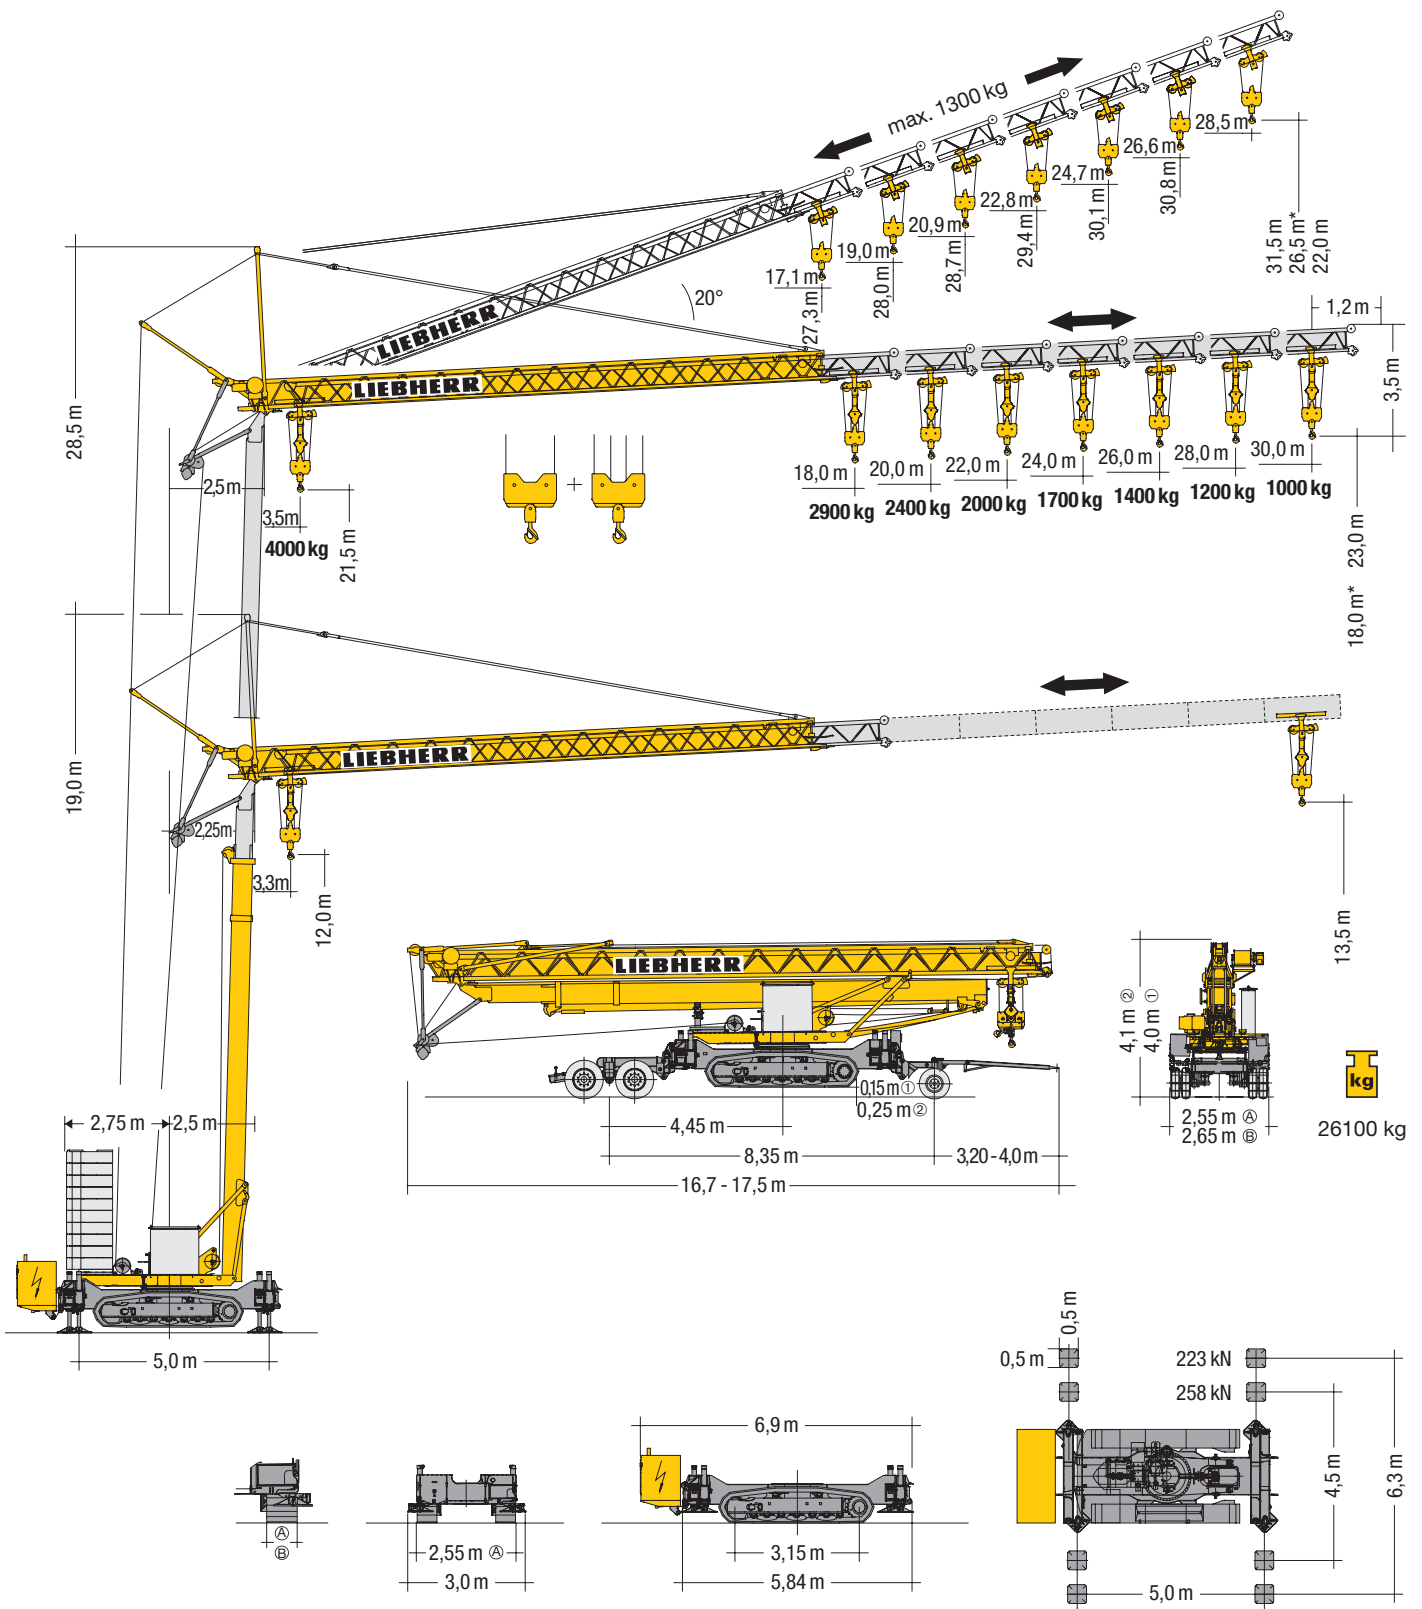 max. 1300 kg
28,5 m
26,6 m
24,7 m
22,8 m
20,9 m
19,0 m
17,1 m
30,8 m
30,1 m
29,4 m
28,7 m
28,0 m
27,3 m
31,5 m
26,5 m*
22,0 m
20°
LIEBHERR
LIEBHERR
1,2 m
3,5 m
28,5 m
2,5 m
3,5 m
4000 kg
21,5 m
+
18,0 m
20,0 m
22,0 m
24,0 m
26,0 m
28,0 m
30,0 m
2900 kg
2400 kg
2000 kg
1700 kg
1400 kg
1200 kg
1000 kg
23,0 m
18,0 m*
19,0 m
LIEBHERR
2,25 m
3,3 m
12,0 m
13,5 m
LIEBHERR
0,15 m ①
0,25 m ②
4,45 m
8,35 m
3,20 - 4,0 m
16,7 - 17,5 m
4,1 m ②
4,0 m ①
2,55 m Ⓐ
2,65 m Ⓑ
kg
26100 kg
2,75 m
2,5 m
5,0 m
Ⓐ
Ⓑ
2,55 m Ⓐ
3,0 m
6,9 m
3,15 m
5,84 m
0,5 m
0,5 m
223 kN
258 kN
4,5 m
6,3 m
5,0 m